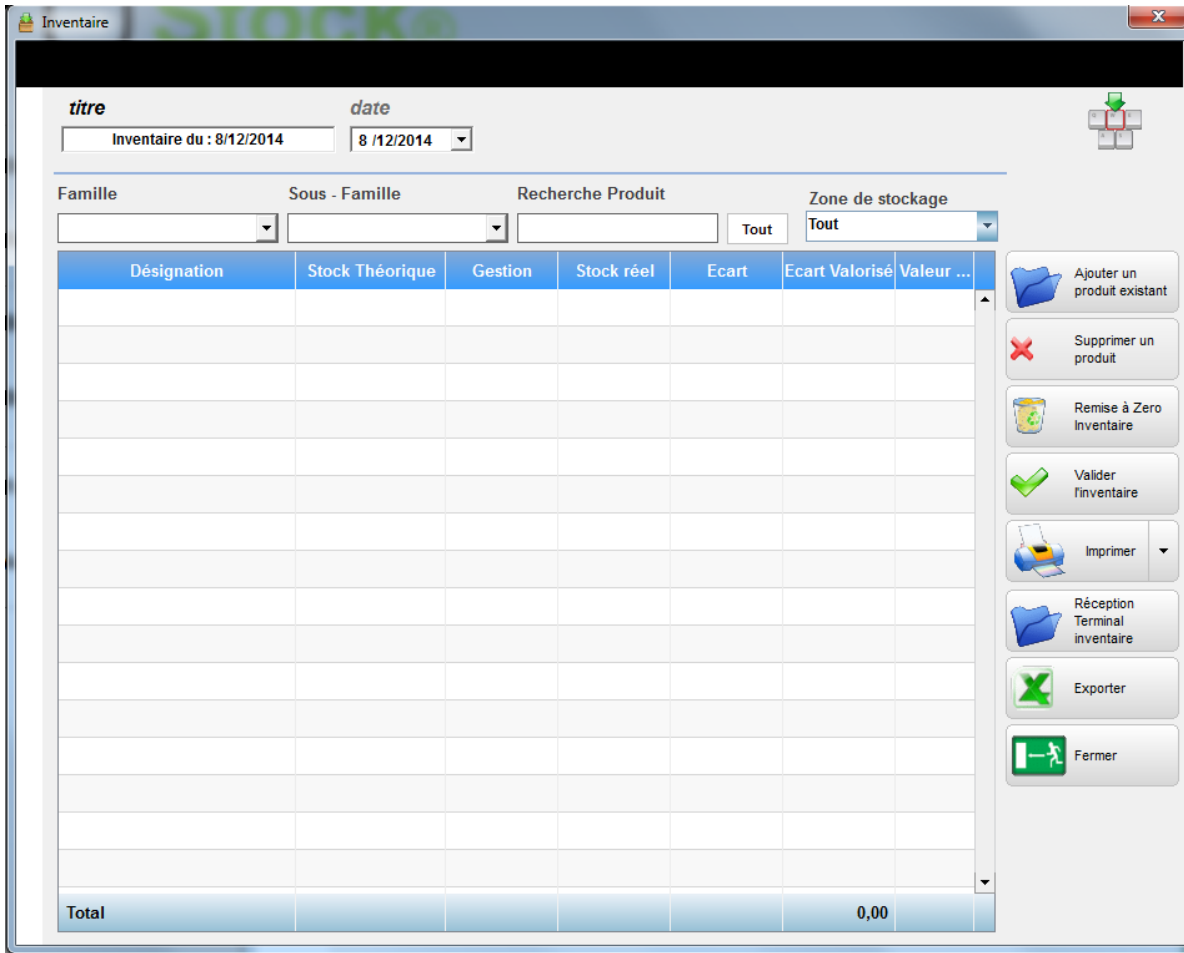 Inventaire
Stock®
titre
date
Inventaire du : 8/12/2014
8 /12/2014
Famille
Sous - Famille
Recherche Produit
Zone de stockage
Tout
Tout
Désignation
Stock Théorique
Gestion
Stock réel
Ecart
Ecart Valorisé
Valeur ...
Ajouter un
produit existant
Supprimer un
produit
Remise à Zero
Inventaire
Valider
l'inventaire
Imprimer
Réception
Terminal
inventaire
Exporter
Fermer
Total
0,00